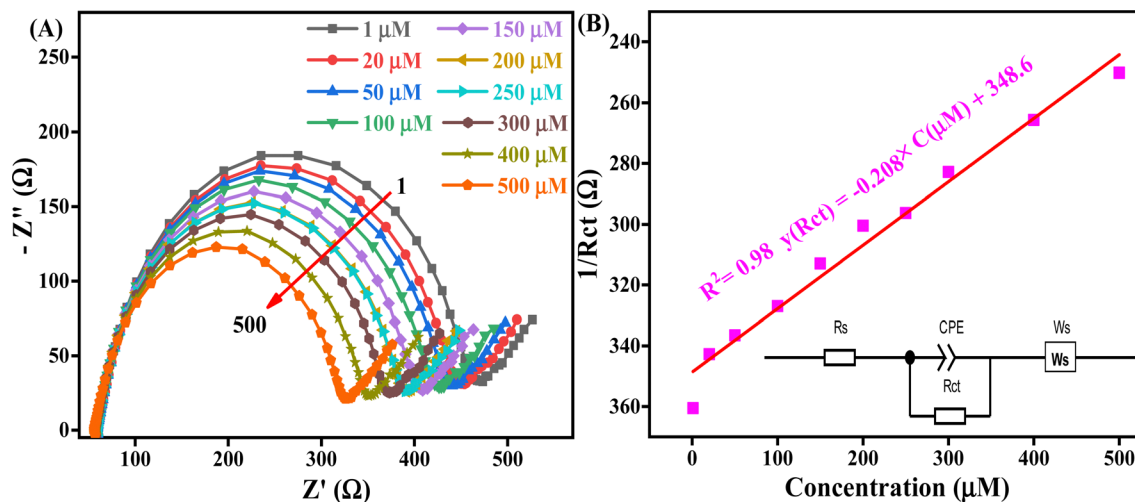 (A)
1 μM
20 μM
50 μM
100 μM
150 μM
200 μM
250 μM
300 μM
400 μM
500 μM
1
500
250
200
150
100
50
0
- Z" (Ω)
100 200 300 400 500
Z' (Ω)
(B)
240
260
280
300
320
340
360
1/Rct (Ω)
R²= 0.98 y(Rct) = -0.208× C(μM) + 348.6
Rs CPE Ws
Ws
Rct
0 100 200 300 400 500
Concentration (μM)